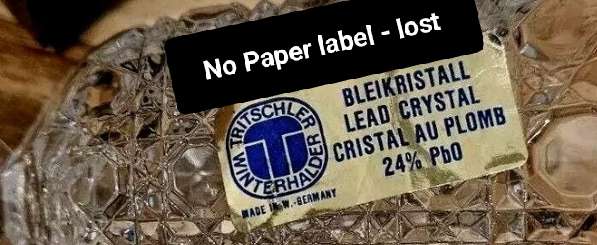 No Paper label - lost
TRITSCHLER
WINTERHALDER
BLEIKRISTALL
LEAD CRYSTAL
CRISTAL AU PLOMB
24% PbO
MADE IN W.-GERMANY